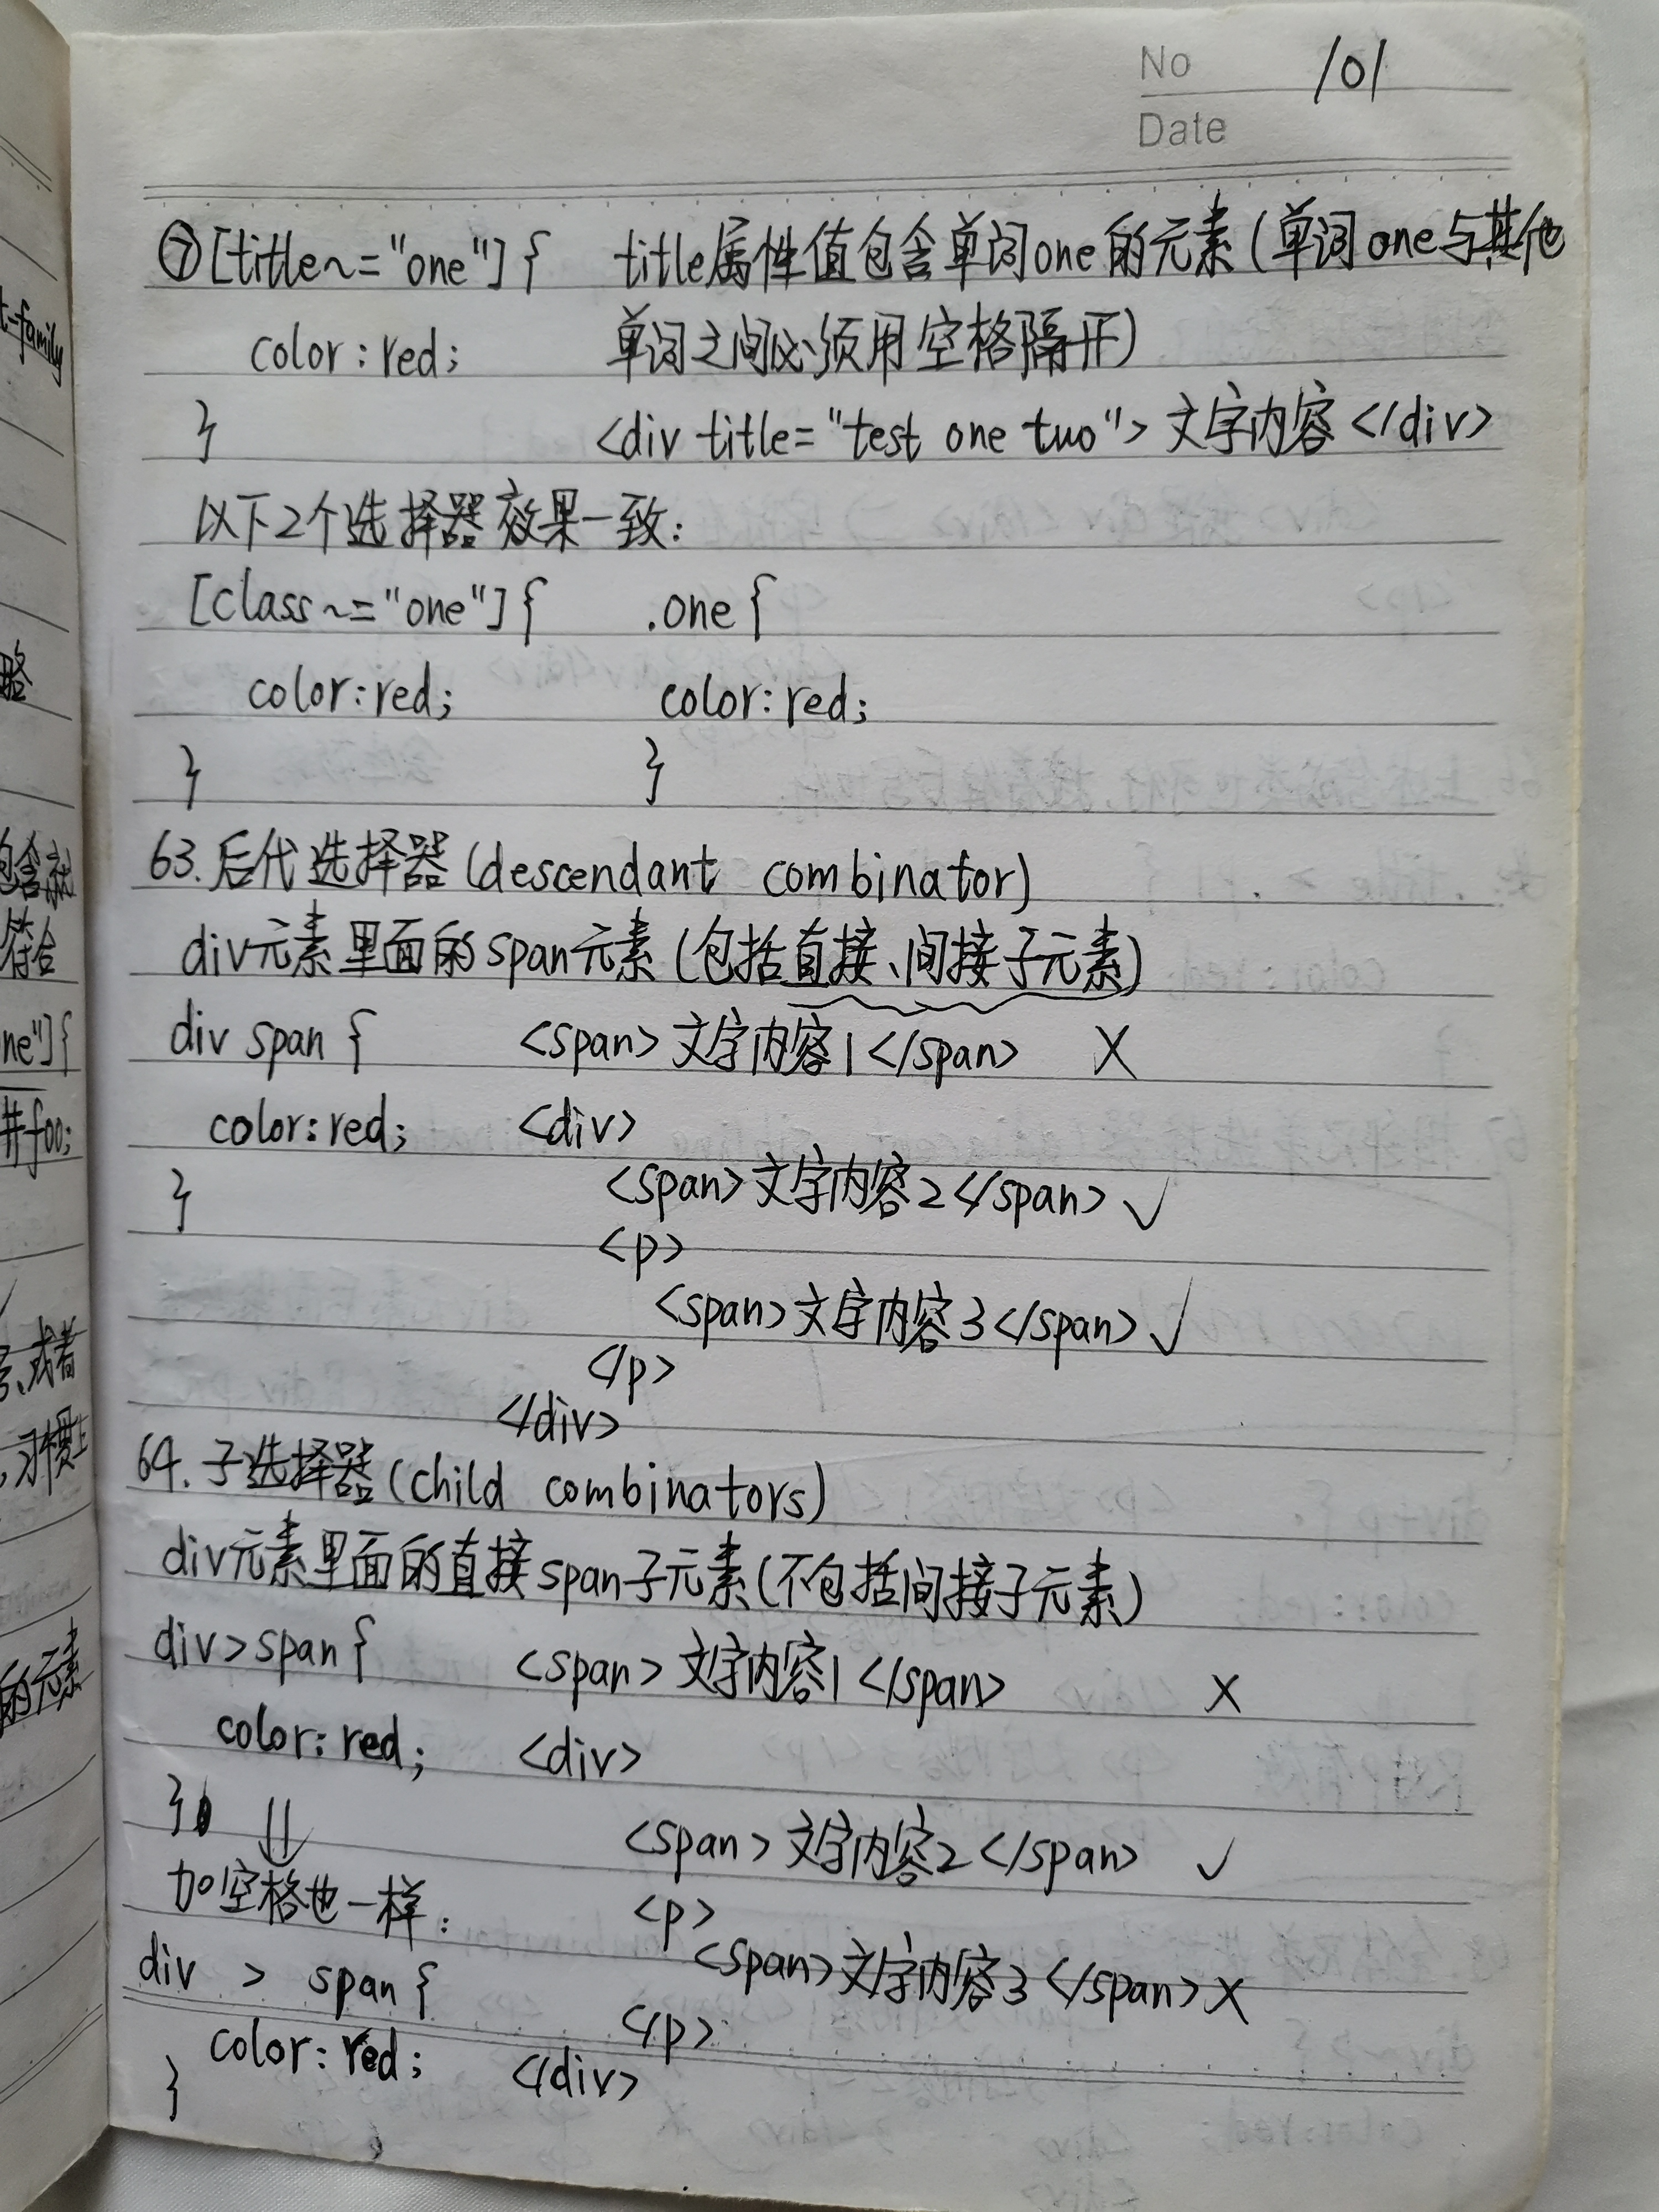 No 101
Date
⑦[title~="one"]{ title属性值包含单词one的元素(单词one与其他
color:red; 单词之间必须用空格隔开)
} <div title="test one two">文字内容</div>
以下2个选择器效果一致:
[class~="one"]{ .one{
color:red; color:red;
} }
63.后代选择器(descendant combinator)
div元素里面的span元素(包括直接、间接子元素)
div span{ <span>文字内容1</span> X
color:red; <div>
} <span>文字内容2</span> ✓
<p>
<span>文字内容3</span> ✓
</p>
</div>
64.子选择器(child combinators)
div元素里面的直接span子元素(不包括间接子元素)
div>span{ <span>文字内容1</span> X
color:red; <div>
} ⇓
<span>文字内容2</span> ✓
加空格也一样: <p>
div > span{ <span>文字内容3</span> X
</p>
color:red; </div>
}
t-family
略
包含就
符合
ne"]{
#f00;
、或者
,习惯上
的元素